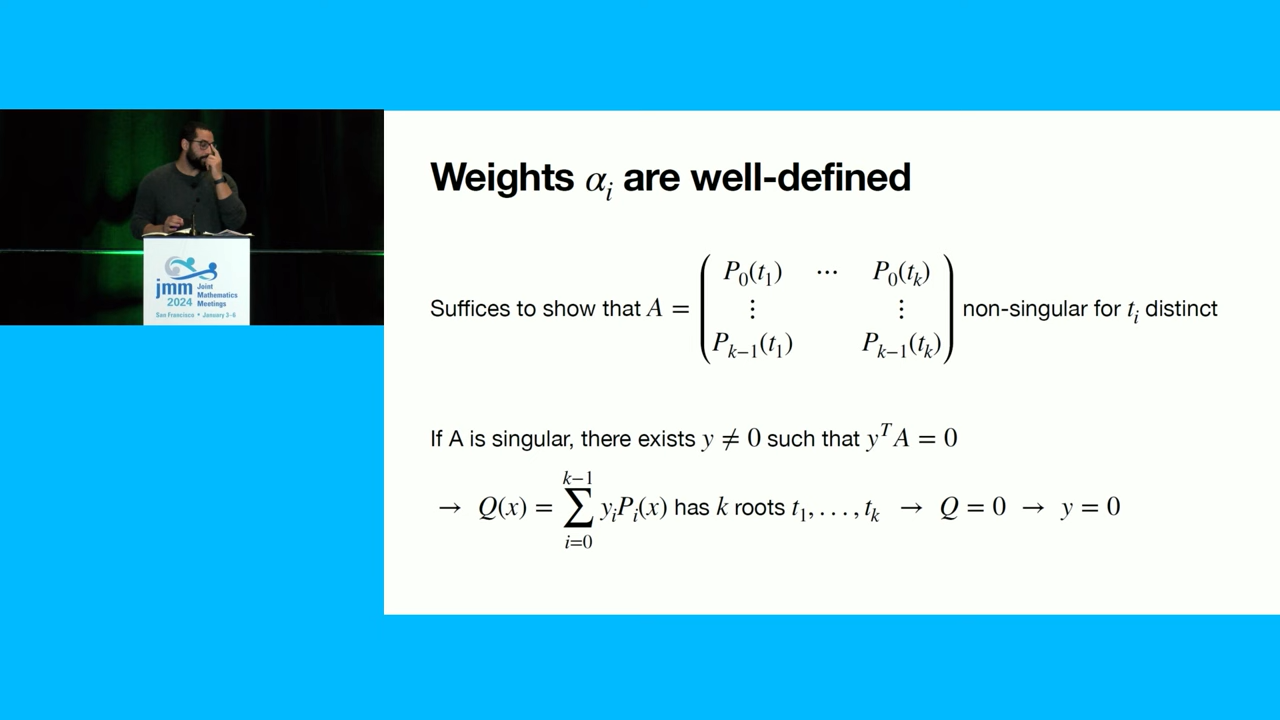 Weights αᵢ are well-defined
Suffices to show that A = ( P₀(t₁) ⋯ P₀(tₖ) ⋮ ⋮ Pₖ₋₁(t₁) Pₖ₋₁(tₖ) ) non-singular for tᵢ distinct
If A is singular, there exists y ≠ 0 such that yᵀA = 0
→ Q(x) = ∑_{i=0}^{k−1} yᵢPᵢ(x) has k roots t₁, . . . , tₖ → Q = 0 → y = 0
jmm
2024
Joint
Mathematics
Meetings
San Francisco • January 3-6